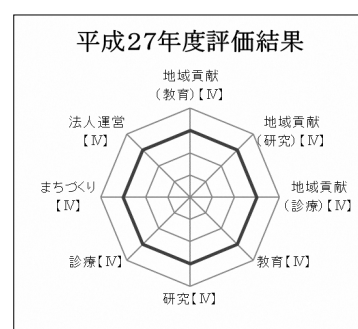 平成27年度評価結果
地域貢献
(教育)【Ⅳ】
法人運営
【Ⅳ】
地域貢献
(研究)【Ⅳ】
まちづくり
【Ⅳ】
地域貢献
(診療)【Ⅳ】
診療【Ⅳ】
教育【Ⅳ】
研究【Ⅳ】